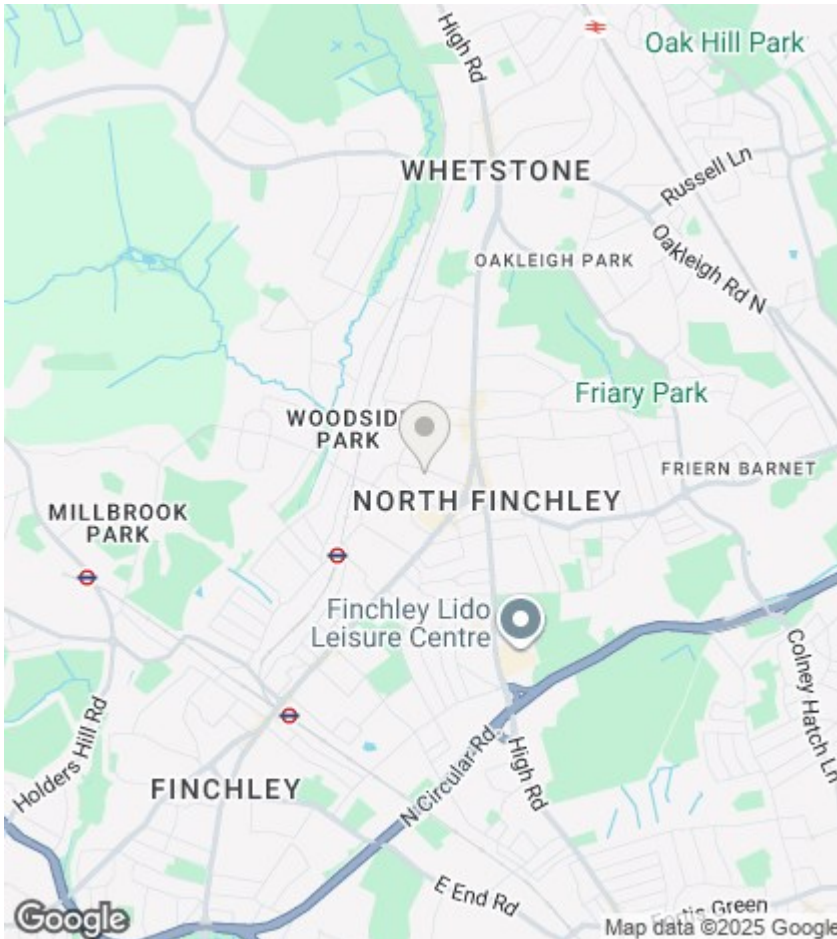 High Rd
Oak Hill Park
WHETSTONE
Russell Ln
OAKLEIGH PARK
Oakleigh Rd N
Friary Park
WOODSID
PARK
FRIERN BARNET
NORTH FINCHLEY
MILLBROOK
PARK
Finchley Lido
Leisure Centre
Colney Hatch Ln
Holders Hill Rd
N Circular Rd
High Rd
FINCHLEY
E End Rd
Green
Google
Map data ©2025 Google